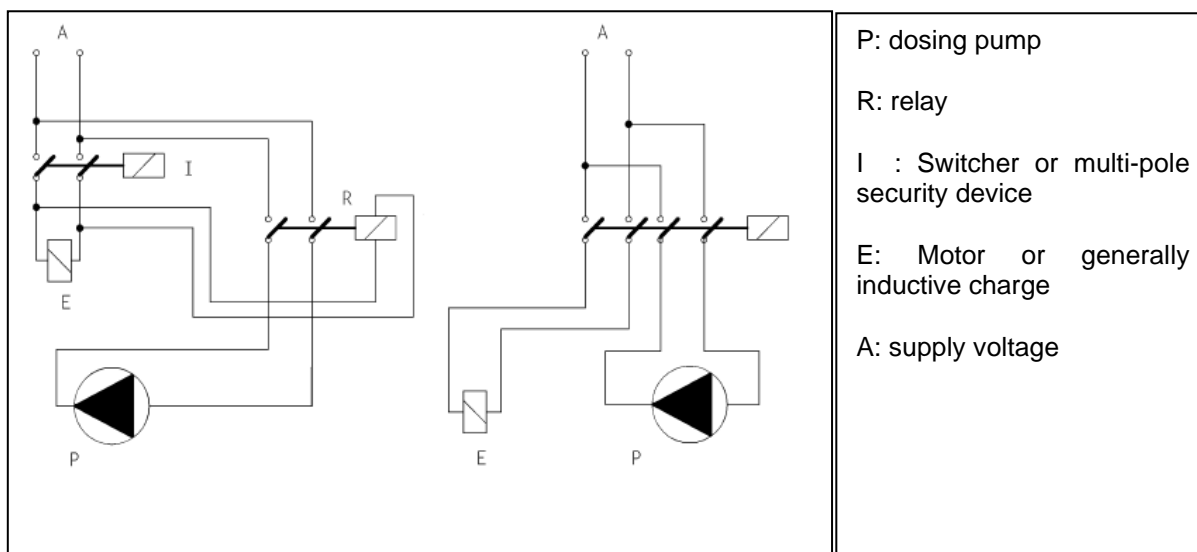 A
I
R
E
P
A
E
P
P: dosing pump
R: relay
I : Switcher or multi-pole
security device
E: Motor or generally
inductive charge
A: supply voltage